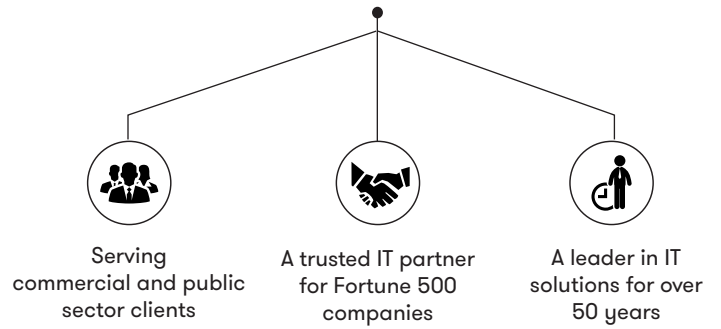 Serving
commercial and public
sector clients
A trusted IT partner
for Fortune 500
companies
A leader in IT
solutions for over
50 years